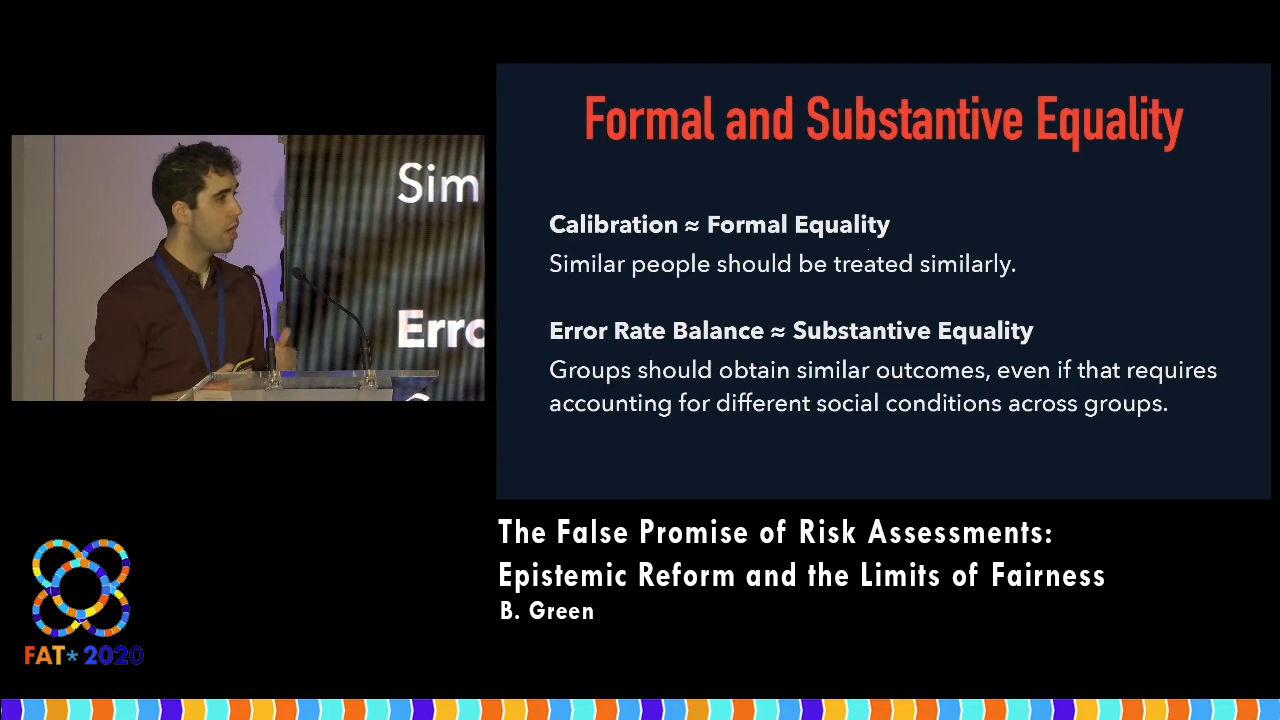 Formal and Substantive Equality
Calibration ≈ Formal Equality
Similar people should be treated similarly.
Error Rate Balance ≈ Substantive Equality
Groups should obtain similar outcomes, even if that requires
accounting for different social conditions across groups.
Sim
Erro
The False Promise of Risk Assessments:
Epistemic Reform and the Limits of Fairness
B. Green
FAT* 2020